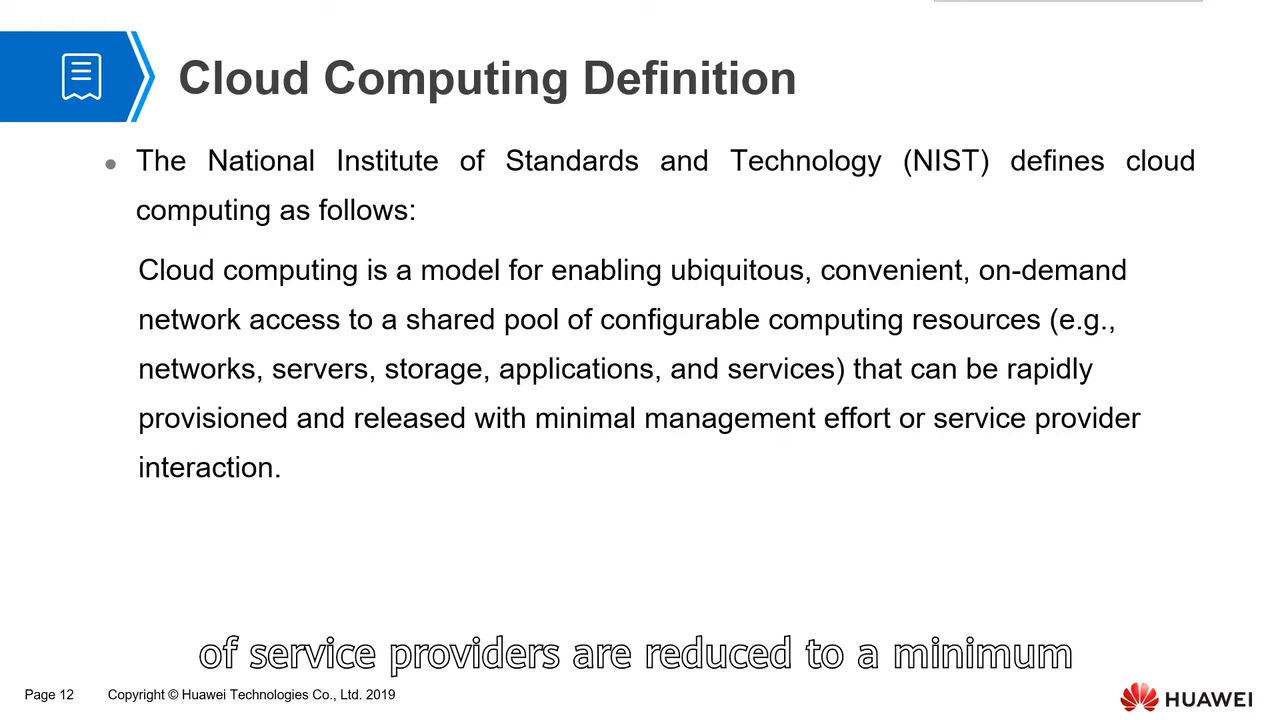 Cloud Computing Definition
The National Institute of Standards and Technology (NIST) defines cloud
computing as follows:
Cloud computing is a model for enabling ubiquitous, convenient, on-demand
network access to a shared pool of configurable computing resources (e.g.,
networks, servers, storage, applications, and services) that can be rapidly
provisioned and released with minimal management effort or service provider
interaction.
of service providers are reduced to a minimum
Page 12 Copyright © Huawei Technologies Co., Ltd. 2019
HUAWEI